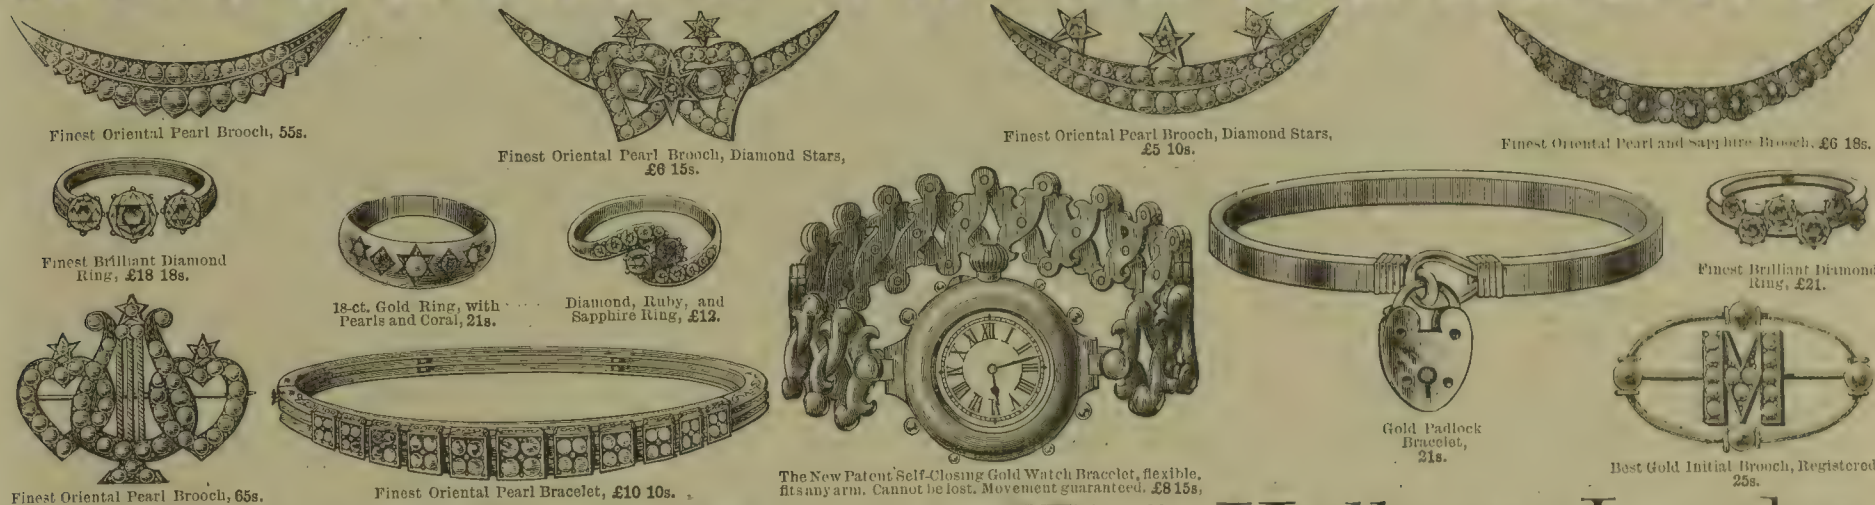 Finest Oriental Pearl Brooch, 55s.
Finest Oriental Pearl Brooch, Diamond Stars,
£6 15s.
Finest Oriental Pearl Brooch, Diamond Stars,
£5 10s.
Finest Oriental Pearl and Sapphire Brooch, £6 18s.
Finest Brilliant Diamond
Ring, £18 18s.
18-ct. Gold Ring, with
Pearls and Coral, 21s.
Diamond, Ruby, and
Sapphire Ring, £12.
Finest Brilliant Diamond
Ring, £21.
Finest Oriental Pearl Brooch, 65s.
Finest Oriental Pearl Bracelet, £10 10s.
The New Patent Self-Closing Gold Watch Bracelet, flexible,
fits any arm. Cannot be lost. Movement guaranteed. £8 15s,
Gold Padlock
Bracelet,
21s.
M
Best Gold Initial Brooch, Registered
25s.